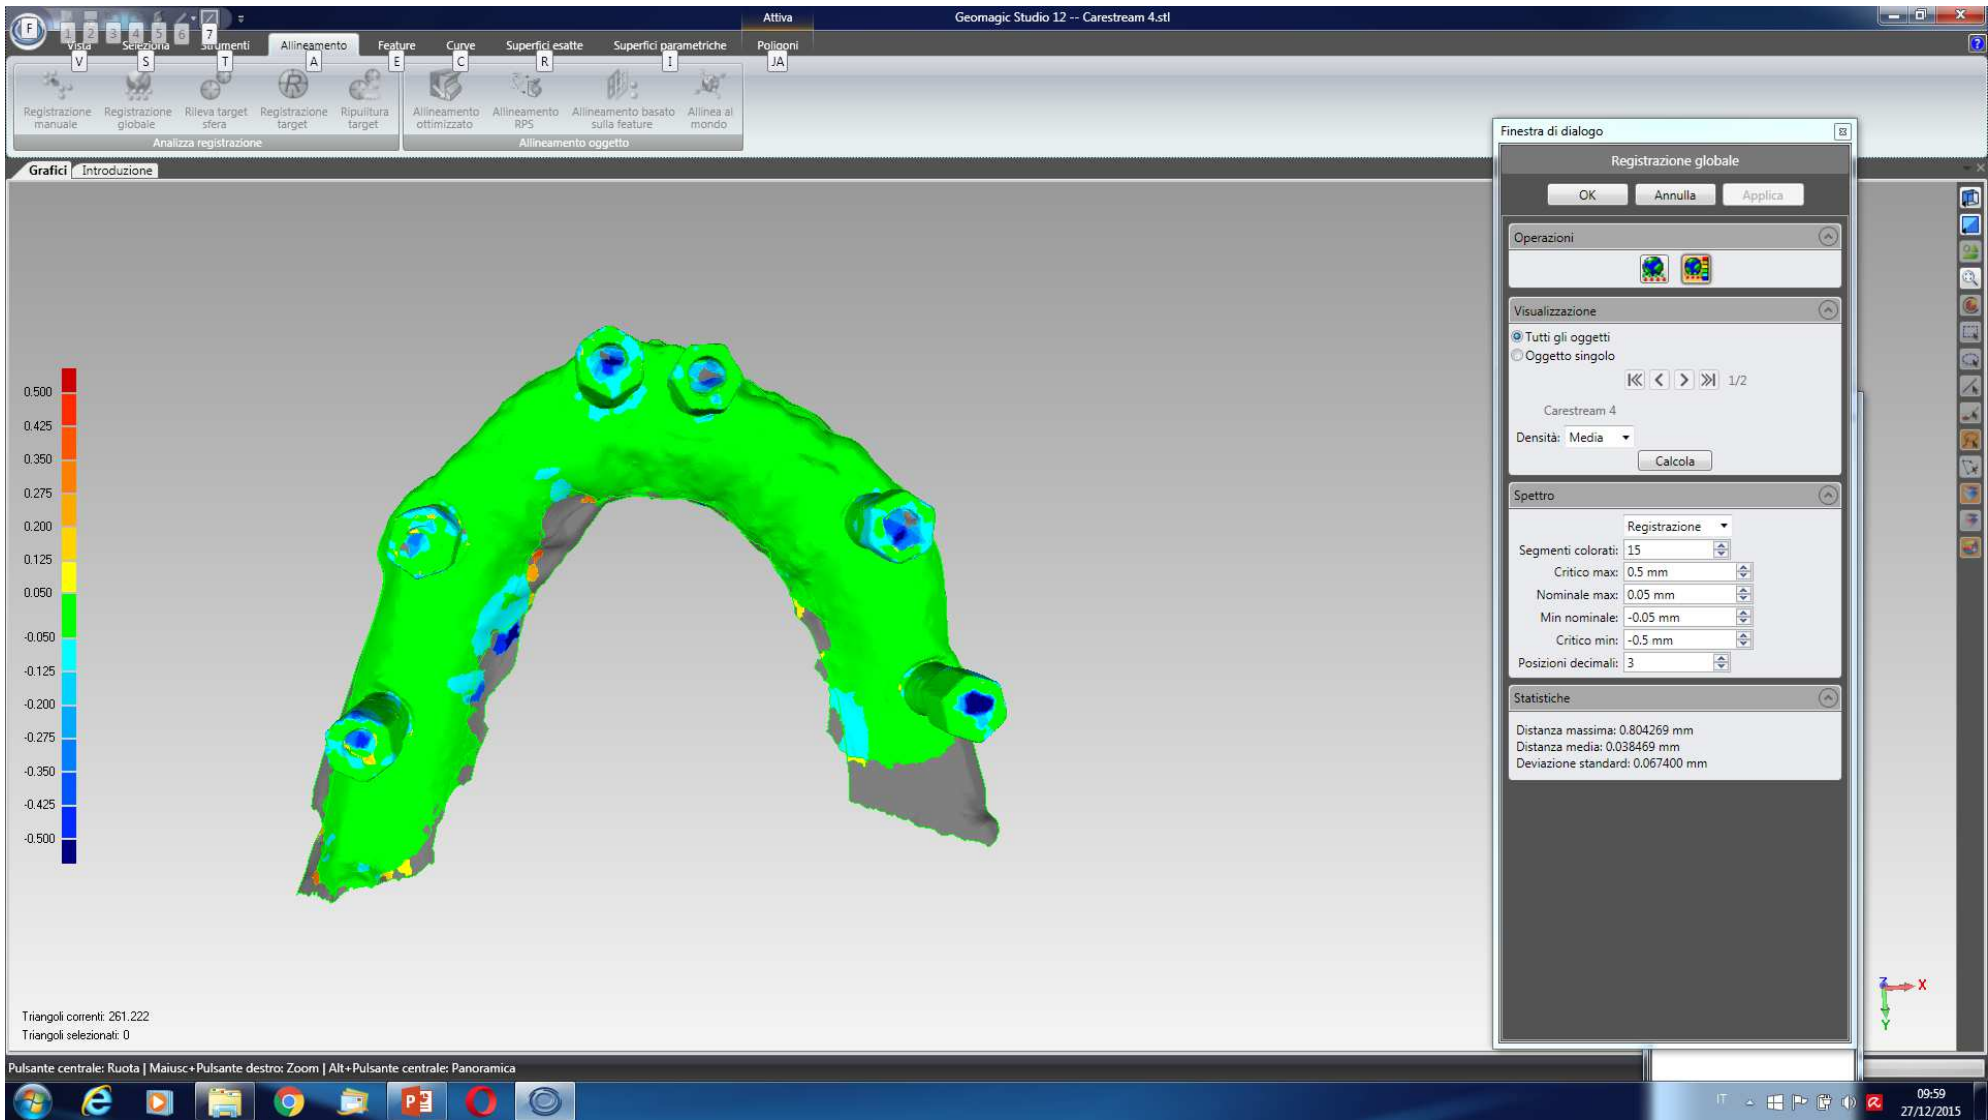 F 1 2 3 4 5 6 7
Geomagic Studio 12 -- Carestream 4.stl
Attiva
Vista Seleziona Strumenti Allineamento Feature Curve Superfici esatte Superfici parametriche Poligoni
V S T A E C R I JA
Registrazione manuale
Registrazione globale
Rileva target sfera
Registrazione target
Ripulitura target
Allineamento ottimizzato
Allineamento RPS
Allineamento basato sulla feature
Allinea al mondo
Analizza registrazione
Allineamento oggetto
Grafici Introduzione
0.500
0.425
0.350
0.275
0.200
0.125
0.050
-0.050
-0.125
-0.200
-0.275
-0.350
-0.425
-0.500
Triangoli correnti: 261.222
Triangoli selezionati: 0
Finestra di dialogo
Registrazione globale
OK Annulla Applica
Operazioni
Visualizzazione
Tutti gli oggetti
Oggetto singolo
1/2
Carestream 4
Densità: Media
Calcola
Spettro
Registrazione
Segmenti colorati: 15
Critico max: 0.5 mm
Nominale max: 0.05 mm
Min nominale: -0.05 mm
Critico min: -0.5 mm
Posizioni decimali: 3
Statistiche
Distanza massima: 0.804269 mm
Distanza media: 0.038469 mm
Deviazione standard: 0.067400 mm
Z X
Y
Pulsante centrale: Ruota | Maiusc+Pulsante destro: Zoom | Alt+Pulsante centrale: Panoramica
IT
09:59
27/12/2015